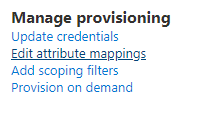 Manage provisioning
Update credentials
Edit attribute mappings
Add scoping filters
Provision on demand